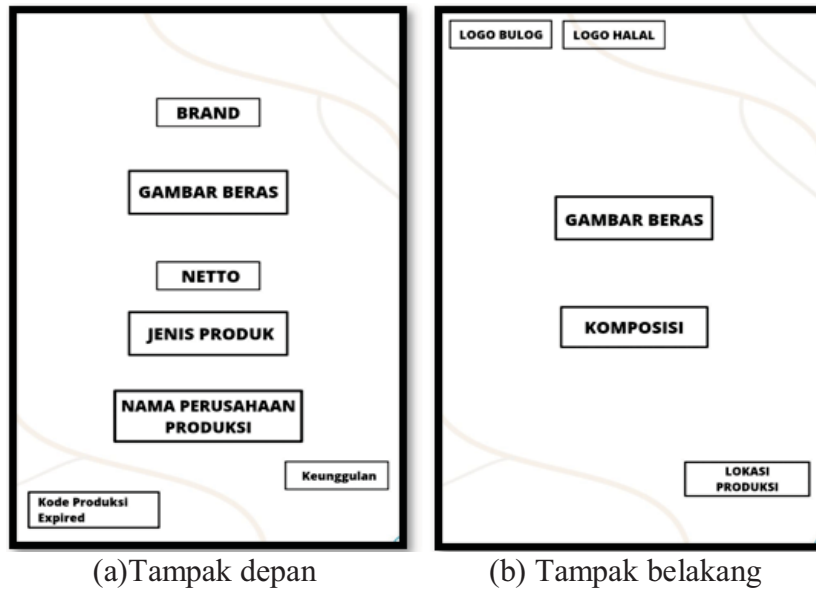 BRAND
GAMBAR BERAS
NETTO
JENIS PRODUK
NAMA PERUSAHAAN
PRODUKSI
Keunggulan
Kode Produksi
Expired
(a)Tampak depan
LOGO BULOG
LOGO HALAL
GAMBAR BERAS
KOMPOSISI
LOKASI
PRODUKSI
(b) Tampak belakang